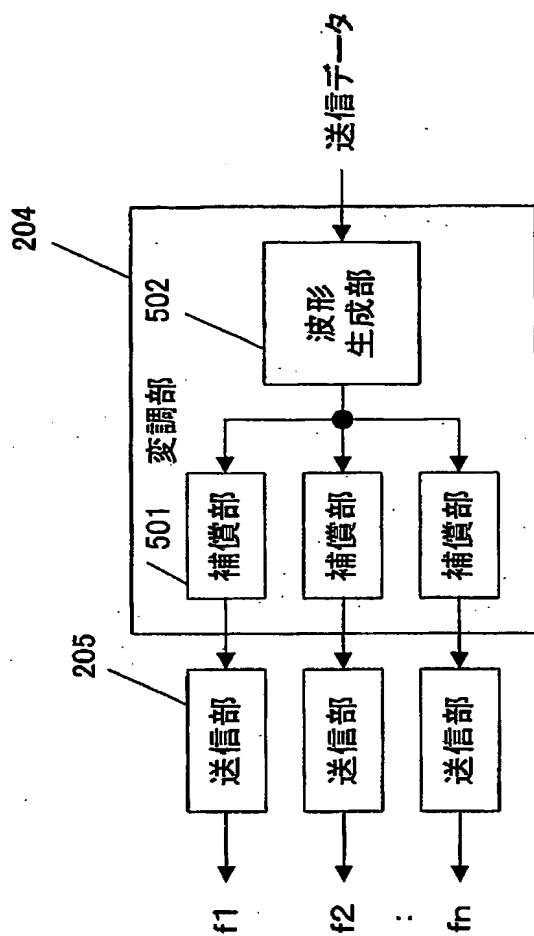 204
205
501
変調部
502
送信部
補償部
波形
生成部
送信データ
f1
送信部
補償部
f2
:
送信部
補償部
fn